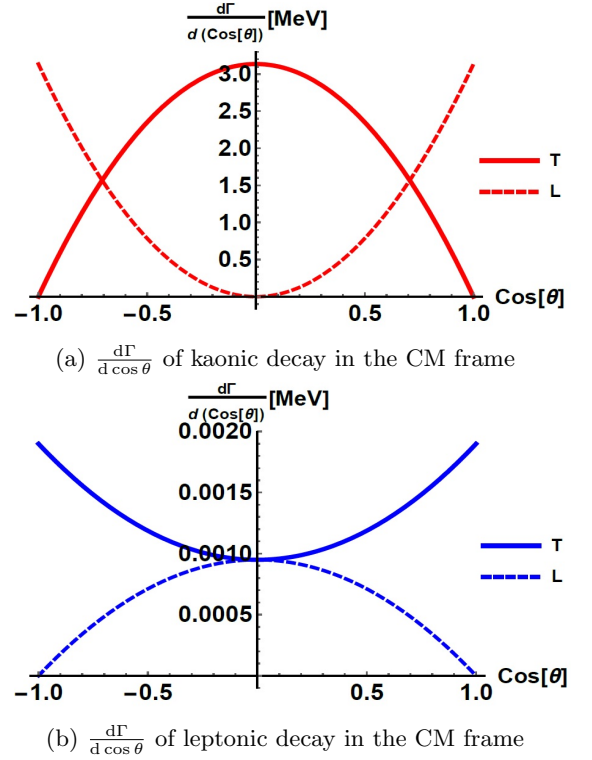 dΓ
d (Cos[θ]) [MeV]
3.0
2.5
2.0
1.5
1.0
0.5
T
L
−1.0 −0.5 0.5 1.0 Cos[θ]
(a) dΓ/d cos θ of kaonic decay in the CM frame
dΓ
d (Cos[θ]) [MeV]
0.0020
0.0015
0.0010
0.0005
T
L
−1.0 −0.5 0.5 1.0 Cos[θ]
(b) dΓ/d cos θ of leptonic decay in the CM frame